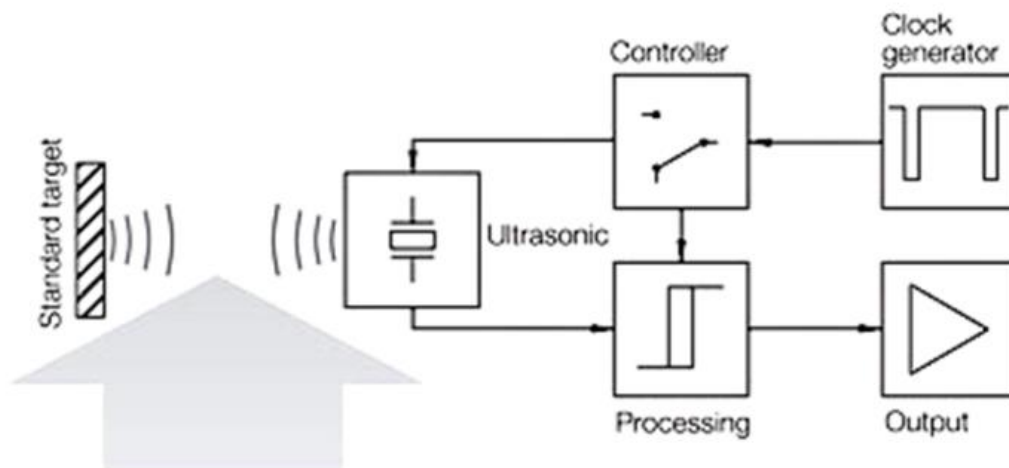 Clock
generator
Controller
Standard target
Ultrasonic
Processing
Output